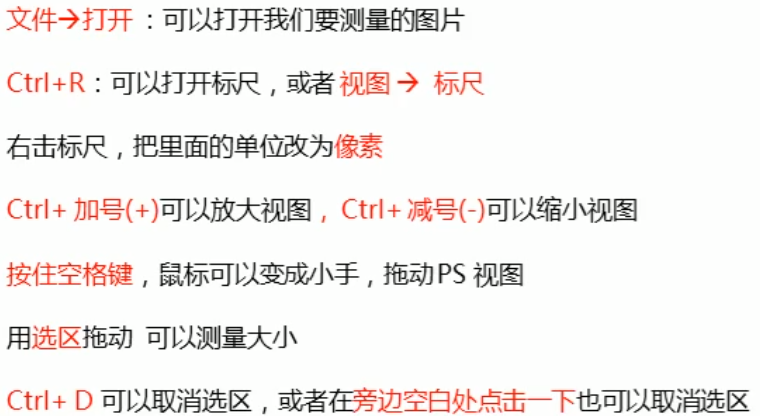 文件→打开：可以打开我们要测量的图片
Ctrl+R：可以打开标尺，或者 视图 → 标尺
右击标尺，把里面的单位改为像素
Ctrl+ 加号(+)可以放大视图， Ctrl+ 减号(-)可以缩小视图
按住空格键，鼠标可以变成小手，拖动PS 视图
用选区拖动 可以测量大小
Ctrl+ D 可以取消选区，或者在旁边空白处点击一下也可以取消选区